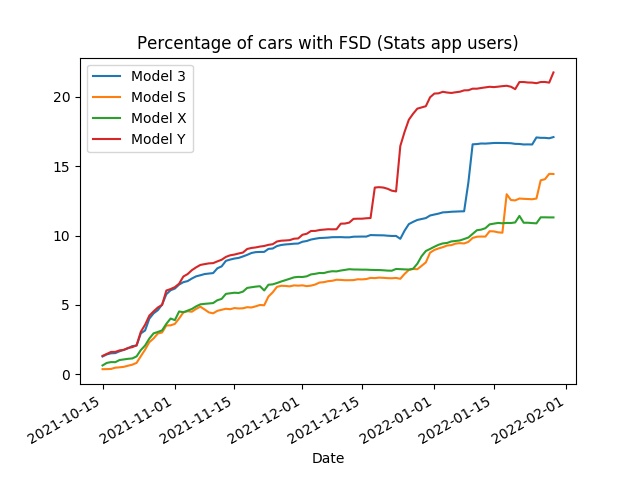 Percentage of cars with FSD (Stats app users)
Model 3
Model S
Model X
Model Y
20
15
10
5
0
2021-10-15
2021-11-01
2021-11-15
2021-12-01
2021-12-15
2022-01-01
2022-01-15
2022-02-01
Date